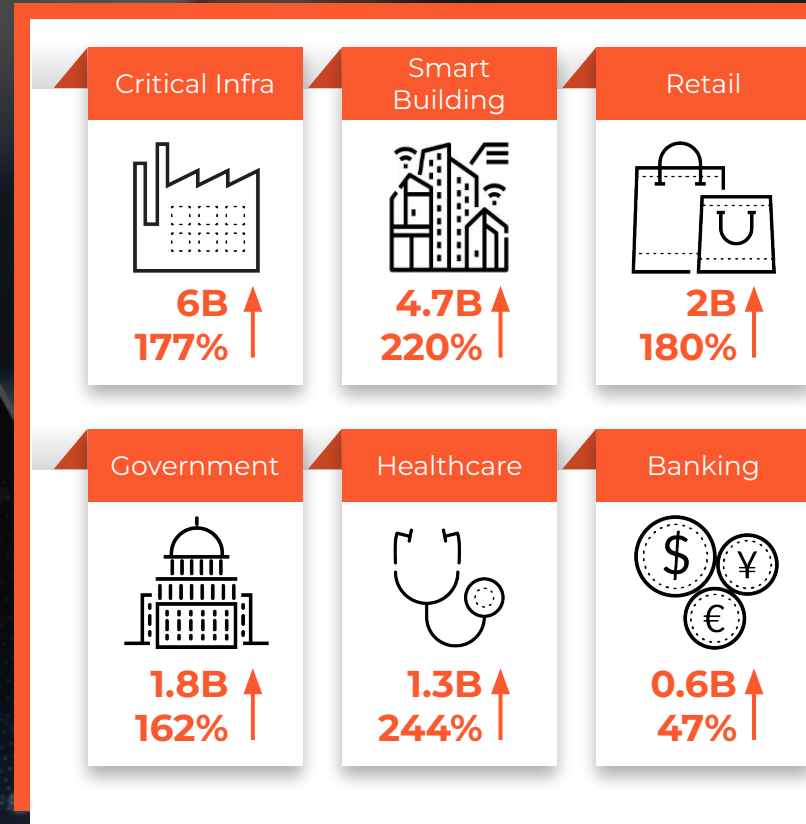 Critical Infra
6B
177%
Smart
Building
4.7B
220%
Retail
2B
180%
Government
1.8B
162%
Healthcare
1.3B
244%
Banking
$
¥
€
0.6B
47%